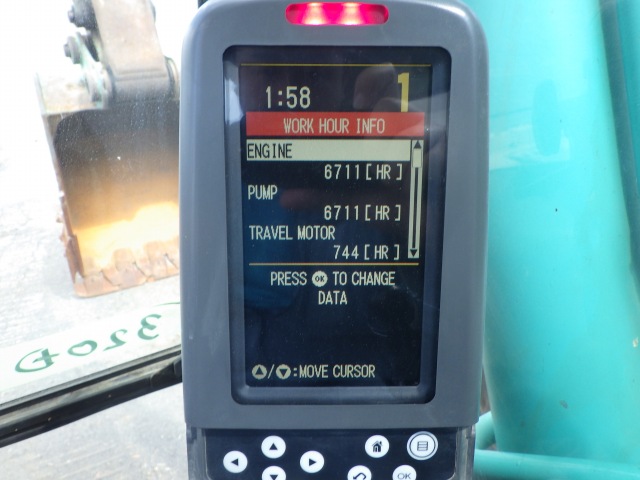 1:58
1
WORK HOUR INFO
ENGINE
6711[HR]
PUMP
6711[HR]
TRAVEL MOTOR
744[HR]
PRESS OK TO CHANGE
DATA
▲/▼:MOVE CURSOR
OK